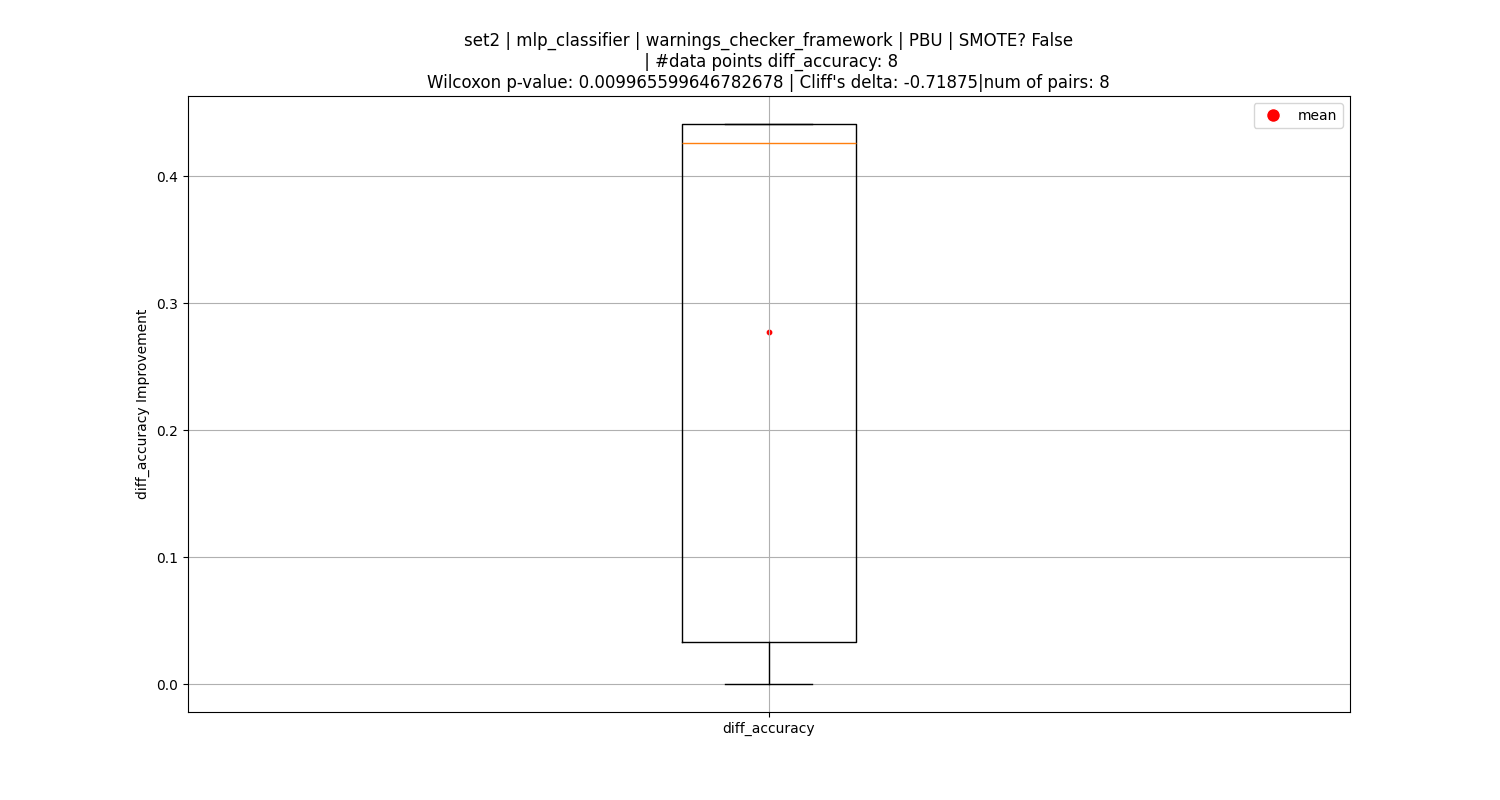 set2 | mlp_classifier | warnings_checker_framework | PBU | SMOTE? False
| #data points diff_accuracy: 8
Wilcoxon p-value: 0.009965599646782678 | Cliff's delta: -0.71875|num of pairs: 8
mean
0.4
0.3
0.2
0.1
0.0
diff_accuracy Improvement
diff_accuracy